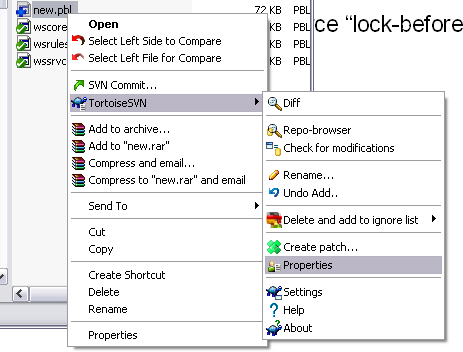 new.pbl 72 KB PBL
wscore KB PBL
wsrules KB PBL
wssrvc KB PBL
ce “lock-before
Open
Select Left Side to Compare
Select Left File for Compare
SVN Commit...
TortoiseSVN
Add to archive...
Add to "new.rar"
Compress and email...
Compress to "new.rar" and email
Send To
Cut
Copy
Create Shortcut
Delete
Rename
Properties
Diff
Repo-browser
Check for modifications
Rename...
Undo Add..
Delete and add to ignore list
Create patch...
Properties
Settings
Help
About